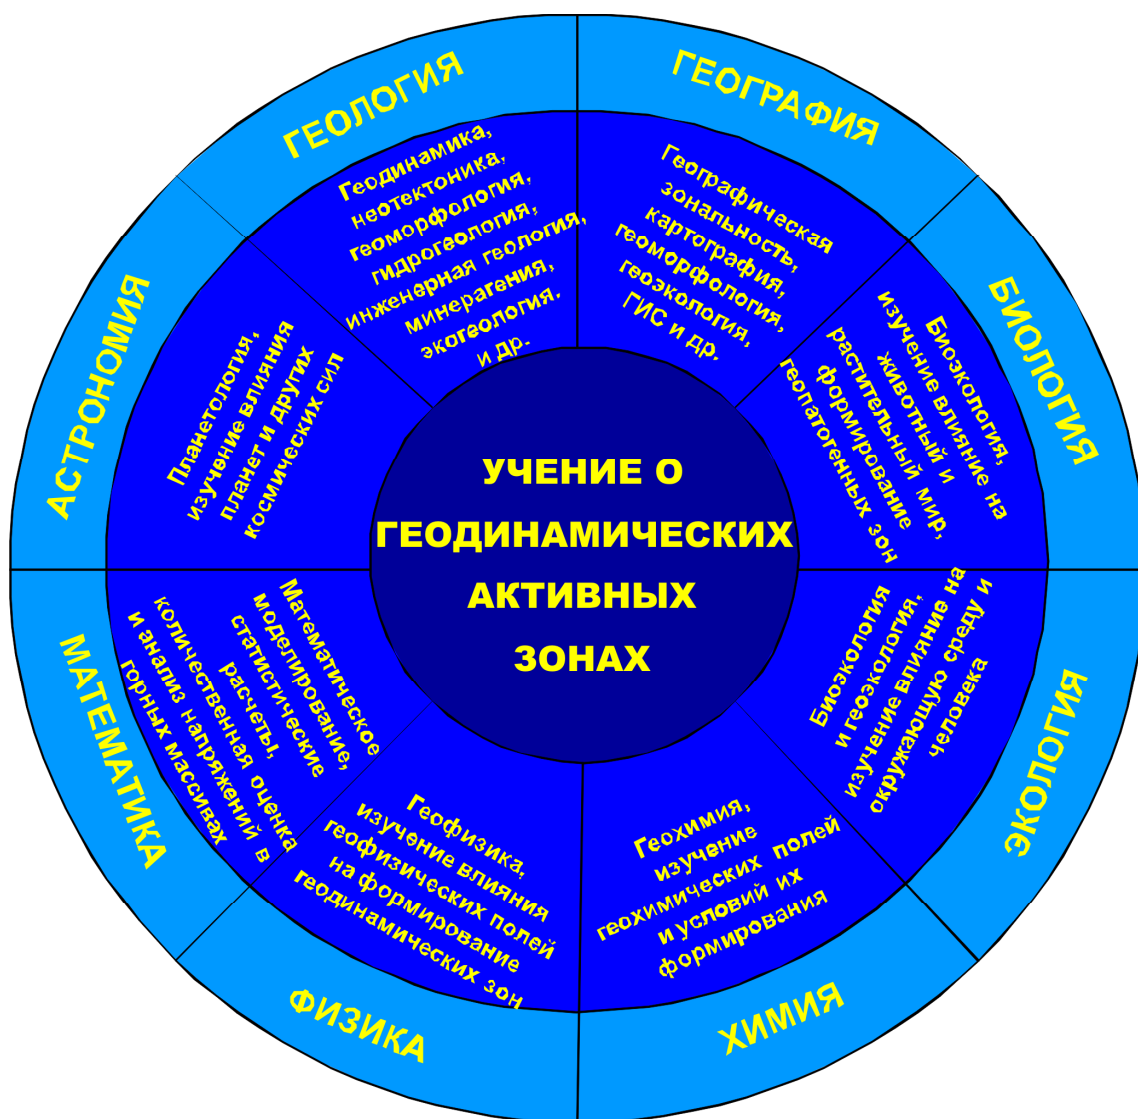 УЧЕНИЕ О
ГЕОДИНАМИЧЕСКИХ
АКТИВНЫХ
ЗОНАХ
ГЕОЛОГИЯ
Геодинамика,
неотектоника,
геоморфология,
гидрогеология,
инженерная геология,
минерагения,
экогеология.
и др.
ГЕОГРАФИЯ
Географическая
зональность,
картография,
геоморфология,
геоэкология,
ГИС и др.
БИОЛОГИЯ
Биоэкология,
изучение влияние на
животный и
растительный мир,
формирование
геопатогенных зон
ЭКОЛОГИЯ
Биоэкология
и геоэкология,
изучение влияние на
окружающую среду и
человека
ХИМИЯ
Геохимия,
изучение
геохимических полей
и условий их
формирования
ФИЗИКА
Геофизика,
изучение влияния
геофизических полей
на формирование
геодинамических зон
МАТЕМАТИКА
Математическое
моделирование,
статистические
расчеты,
количественная оценка
и анализ напряжений в
горных массивах
АСТРОНОМИЯ
Планетология,
изучение влияния
планет и других
космических сил